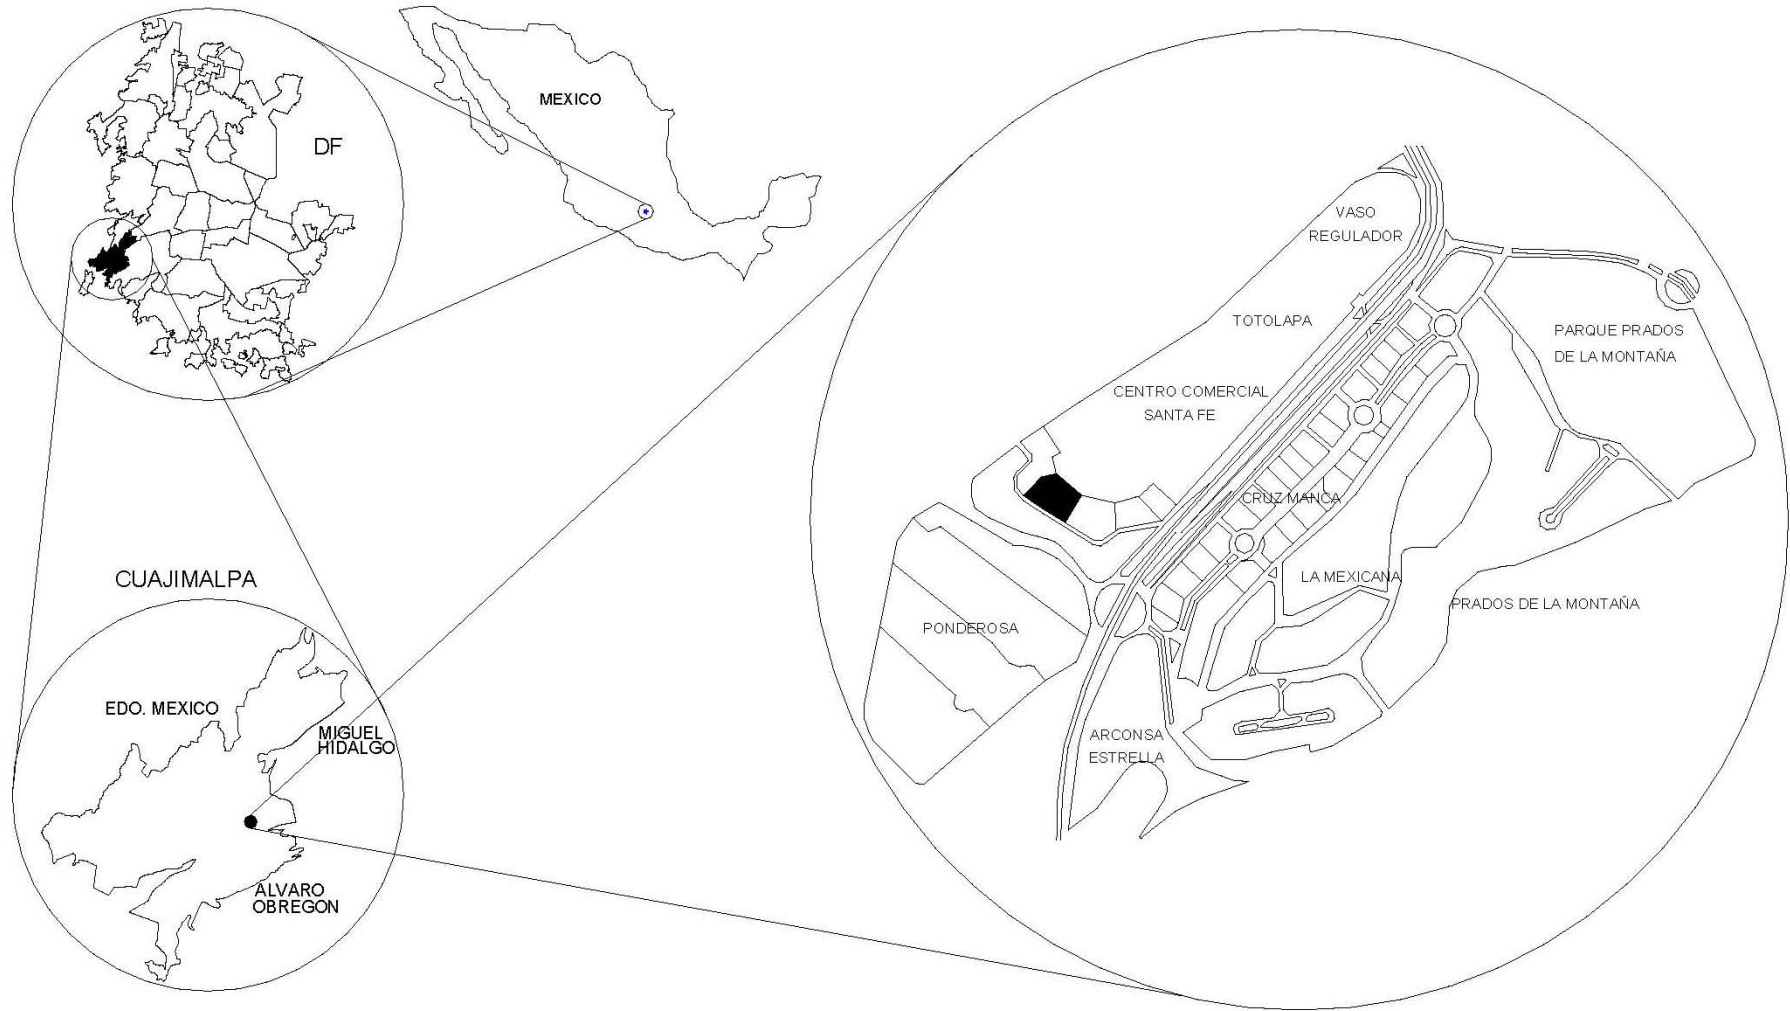 DF
MEXICO
CUAJIMALPA
EDO. MEXICO
MIGUEL
HIDALGO
ALVARO
OBREGON
VASO
REGULADOR
TOTOLAPA
PARQUE PRADOS
DE LA MONTAÑA
CENTRO COMERCIAL
SANTA FE
CRUZ MANCA
LA MEXICANA
PRADOS DE LA MONTAÑA
PONDEROSA
ARCONSA
ESTRELLA